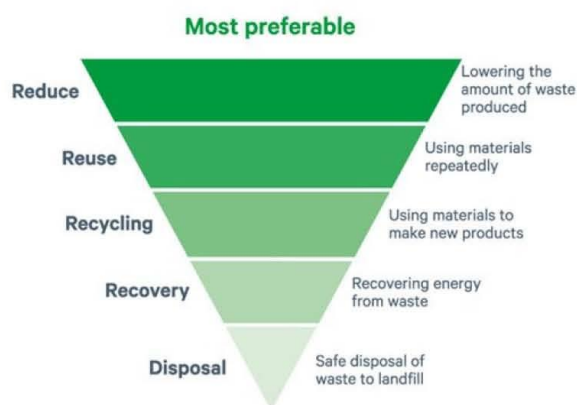 Most preferable
Reduce
Lowering the
amount of waste
produced
Reuse
Using materials
repeatedly
Recycling
Using materials to
make new products
Recovery
Recovering energy
from waste
Disposal
Safe disposal of
waste to landfill